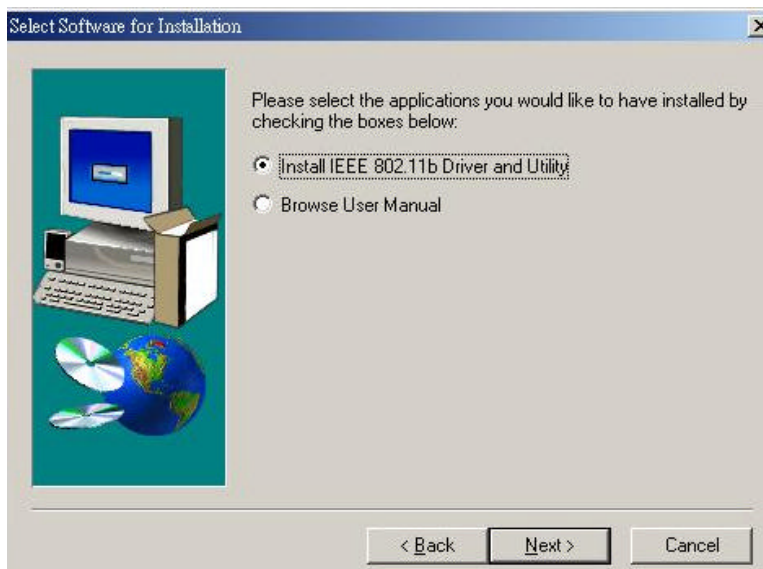 Select Software for Installation
Please select the applications you would like to have installed by
checking the boxes below:
Install IEEE 802.11b Driver and Utility
Browse User Manual
< Back
Next >
Cancel